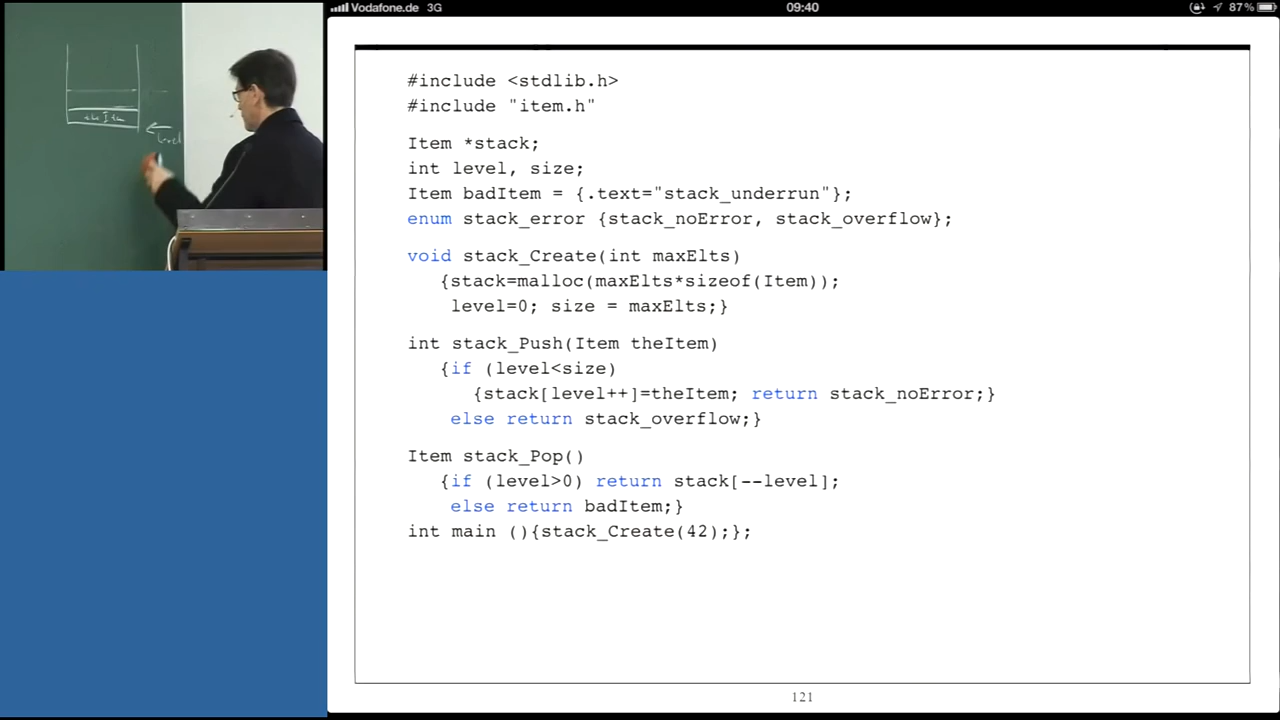 Vodafone.de 3G 09:40 87%
the Item
level
#include <stdlib.h>
#include "item.h"
Item *stack;
int level, size;
Item badItem = {.text="stack_underrun"};
enum stack_error {stack_noError, stack_overflow};
void stack_Create(int maxElts)
{stack=malloc(maxElts*sizeof(Item));
level=0; size = maxElts;}
int stack_Push(Item theItem)
{if (level<size)
{stack[level++]=theItem; return stack_noError;}
else return stack_overflow;}
Item stack_Pop()
{if (level>0) return stack[--level];
else return badItem;}
int main (){stack_Create(42);};
121